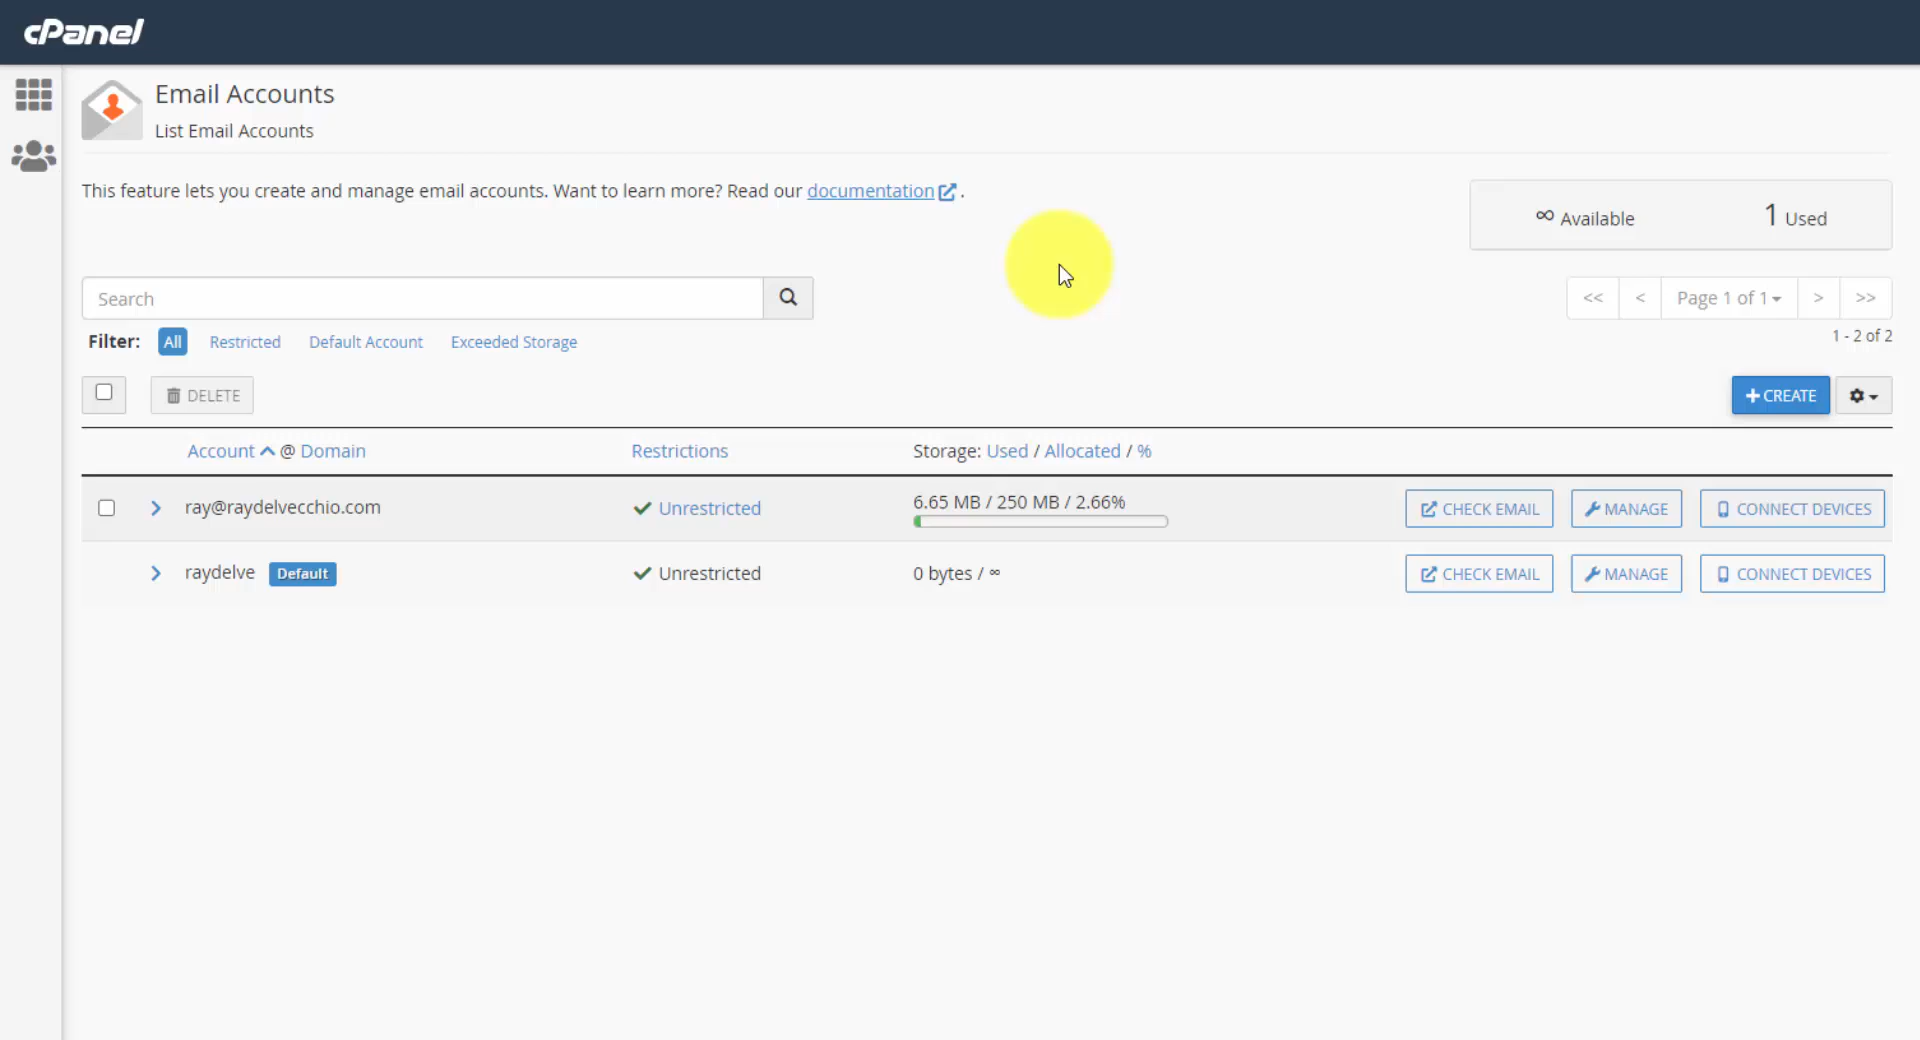 cPanel
Email Accounts
List Email Accounts
This feature lets you create and manage email accounts. Want to learn more? Read our documentation .
∞ Available 1 Used
Search
<< < Page 1 of 1 > >>
Filter: All Restricted Default Account Exceeded Storage
1 - 2 of 2
DELETE
+ CREATE
Account @ Domain Restrictions Storage: Used / Allocated / %
ray@raydelvecchio.com Unrestricted 6.65 MB / 250 MB / 2.66% CHECK EMAIL MANAGE CONNECT DEVICES
raydelve Default Unrestricted 0 bytes / ∞ CHECK EMAIL MANAGE CONNECT DEVICES